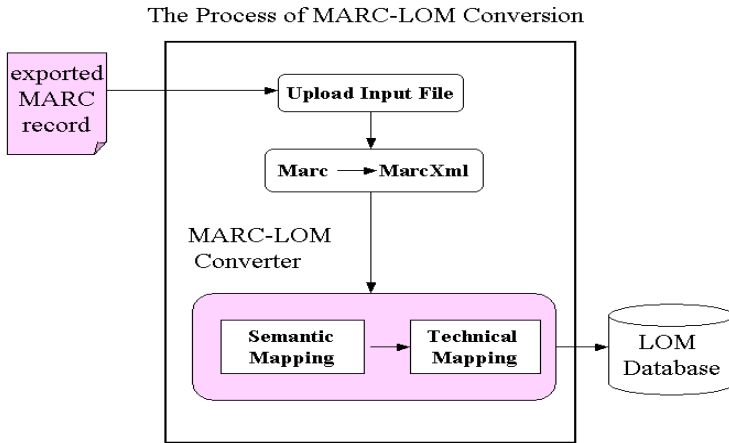 The Process of MARC-LOM Conversion
exported
MARC
record
Upload Input File
Marc MarcXml
MARC-LOM
Converter
Semantic
Mapping
Technical
Mapping
LOM
Database